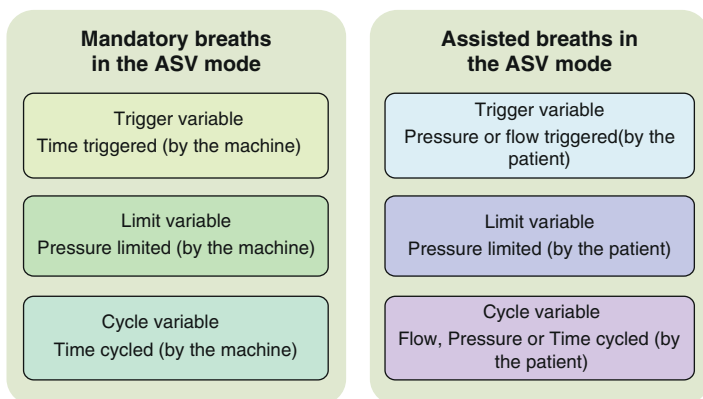 Mandatory breaths
in the ASV mode
Trigger variable
Time triggered (by the machine)
Limit variable
Pressure limited (by the machine)
Cycle variable
Time cycled (by the machine)
Assisted breaths in
the ASV mode
Trigger variable
Pressure or flow triggered(by the
patient)
Limit variable
Pressure limited (by the patient)
Cycle variable
Flow, Pressure or Time cycled (by
the patient)